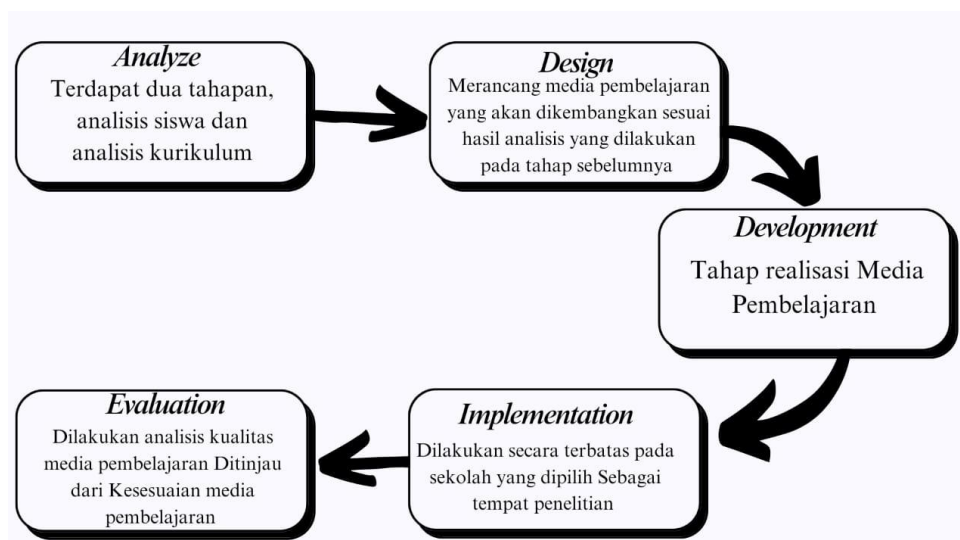 Analyze
Terdapat dua tahapan,
analisis siswa dan
analisis kurikulum
Design
Merancang media pembelajaran
yang akan dikembangkan sesuai
hasil analisis yang dilakukan
pada tahap sebelumnya
Development
Tahap realisasi Media
Pembelajaran
Implementation
Dilakukan secara terbatas pada
sekolah yang dipilih Sebagai
tempat penelitian
Evaluation
Dilakukan analisis kualitas
media pembelajaran Ditinjau
dari Kesesuaian media
pembelajaran